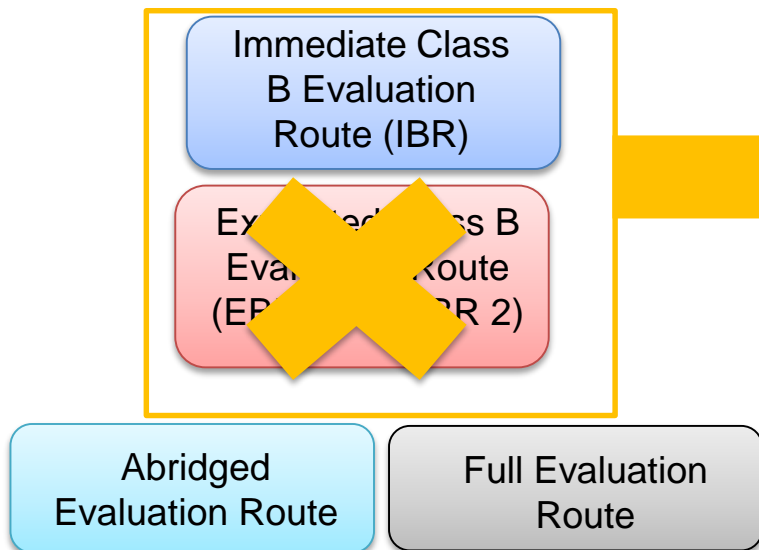 Immediate Class
B Evaluation
Route (IBR)
B
Route
2)
Abridged
Evaluation Route
Full Evaluation
Route